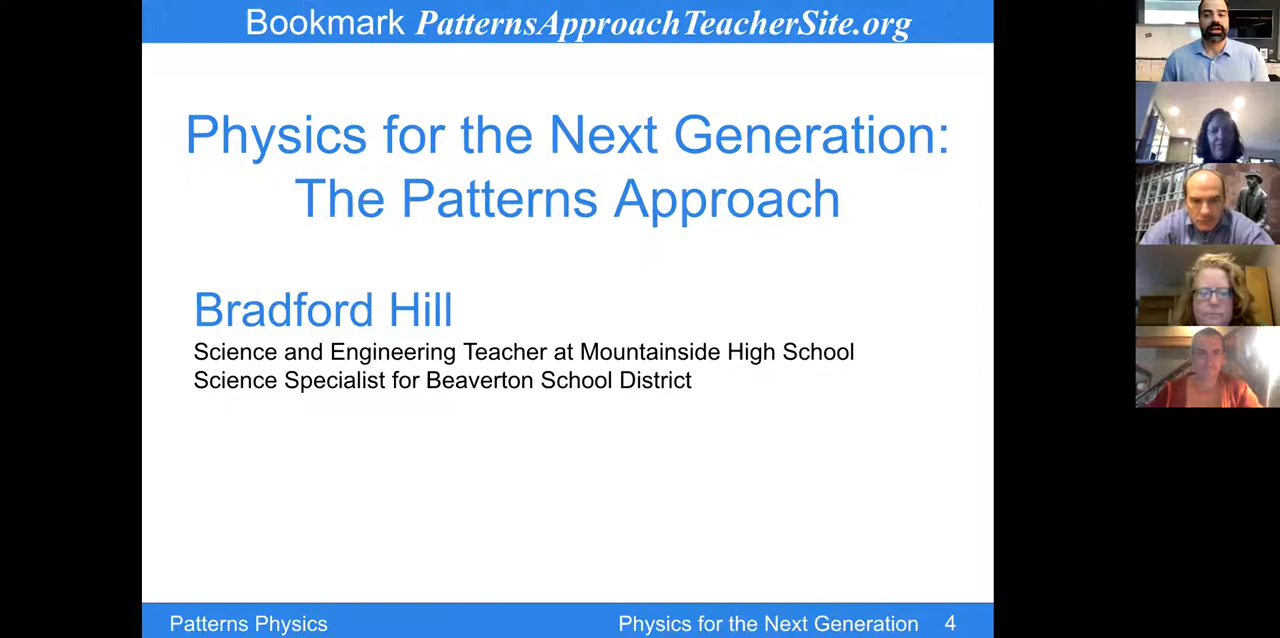 Bookmark PatternsApproachTeacherSite.org
Physics for the Next Generation:
The Patterns Approach
Bradford Hill
Science and Engineering Teacher at Mountainside High School
Science Specialist for Beaverton School District
Patterns Physics
Physics for the Next Generation 4